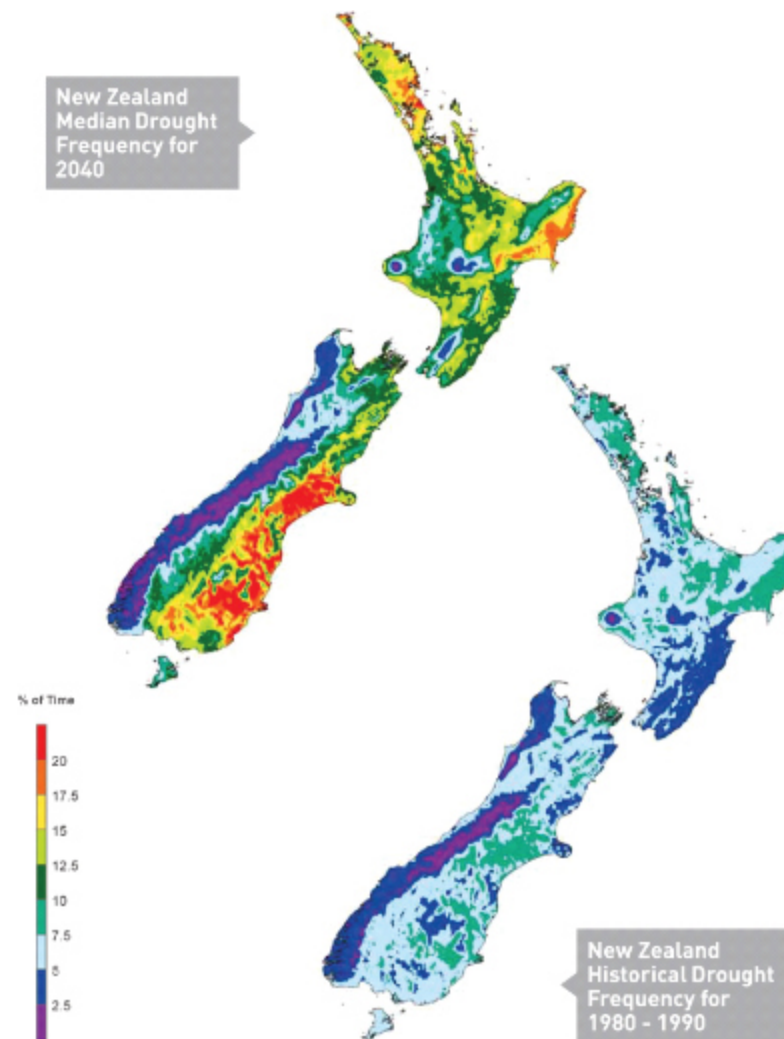 New Zealand
Median Drought
Frequency for
2040
% of Time
20
17.5
15
12.5
10
7.5
5
2.5
New Zealand
Historical Drought
Frequency for
1980 - 1990